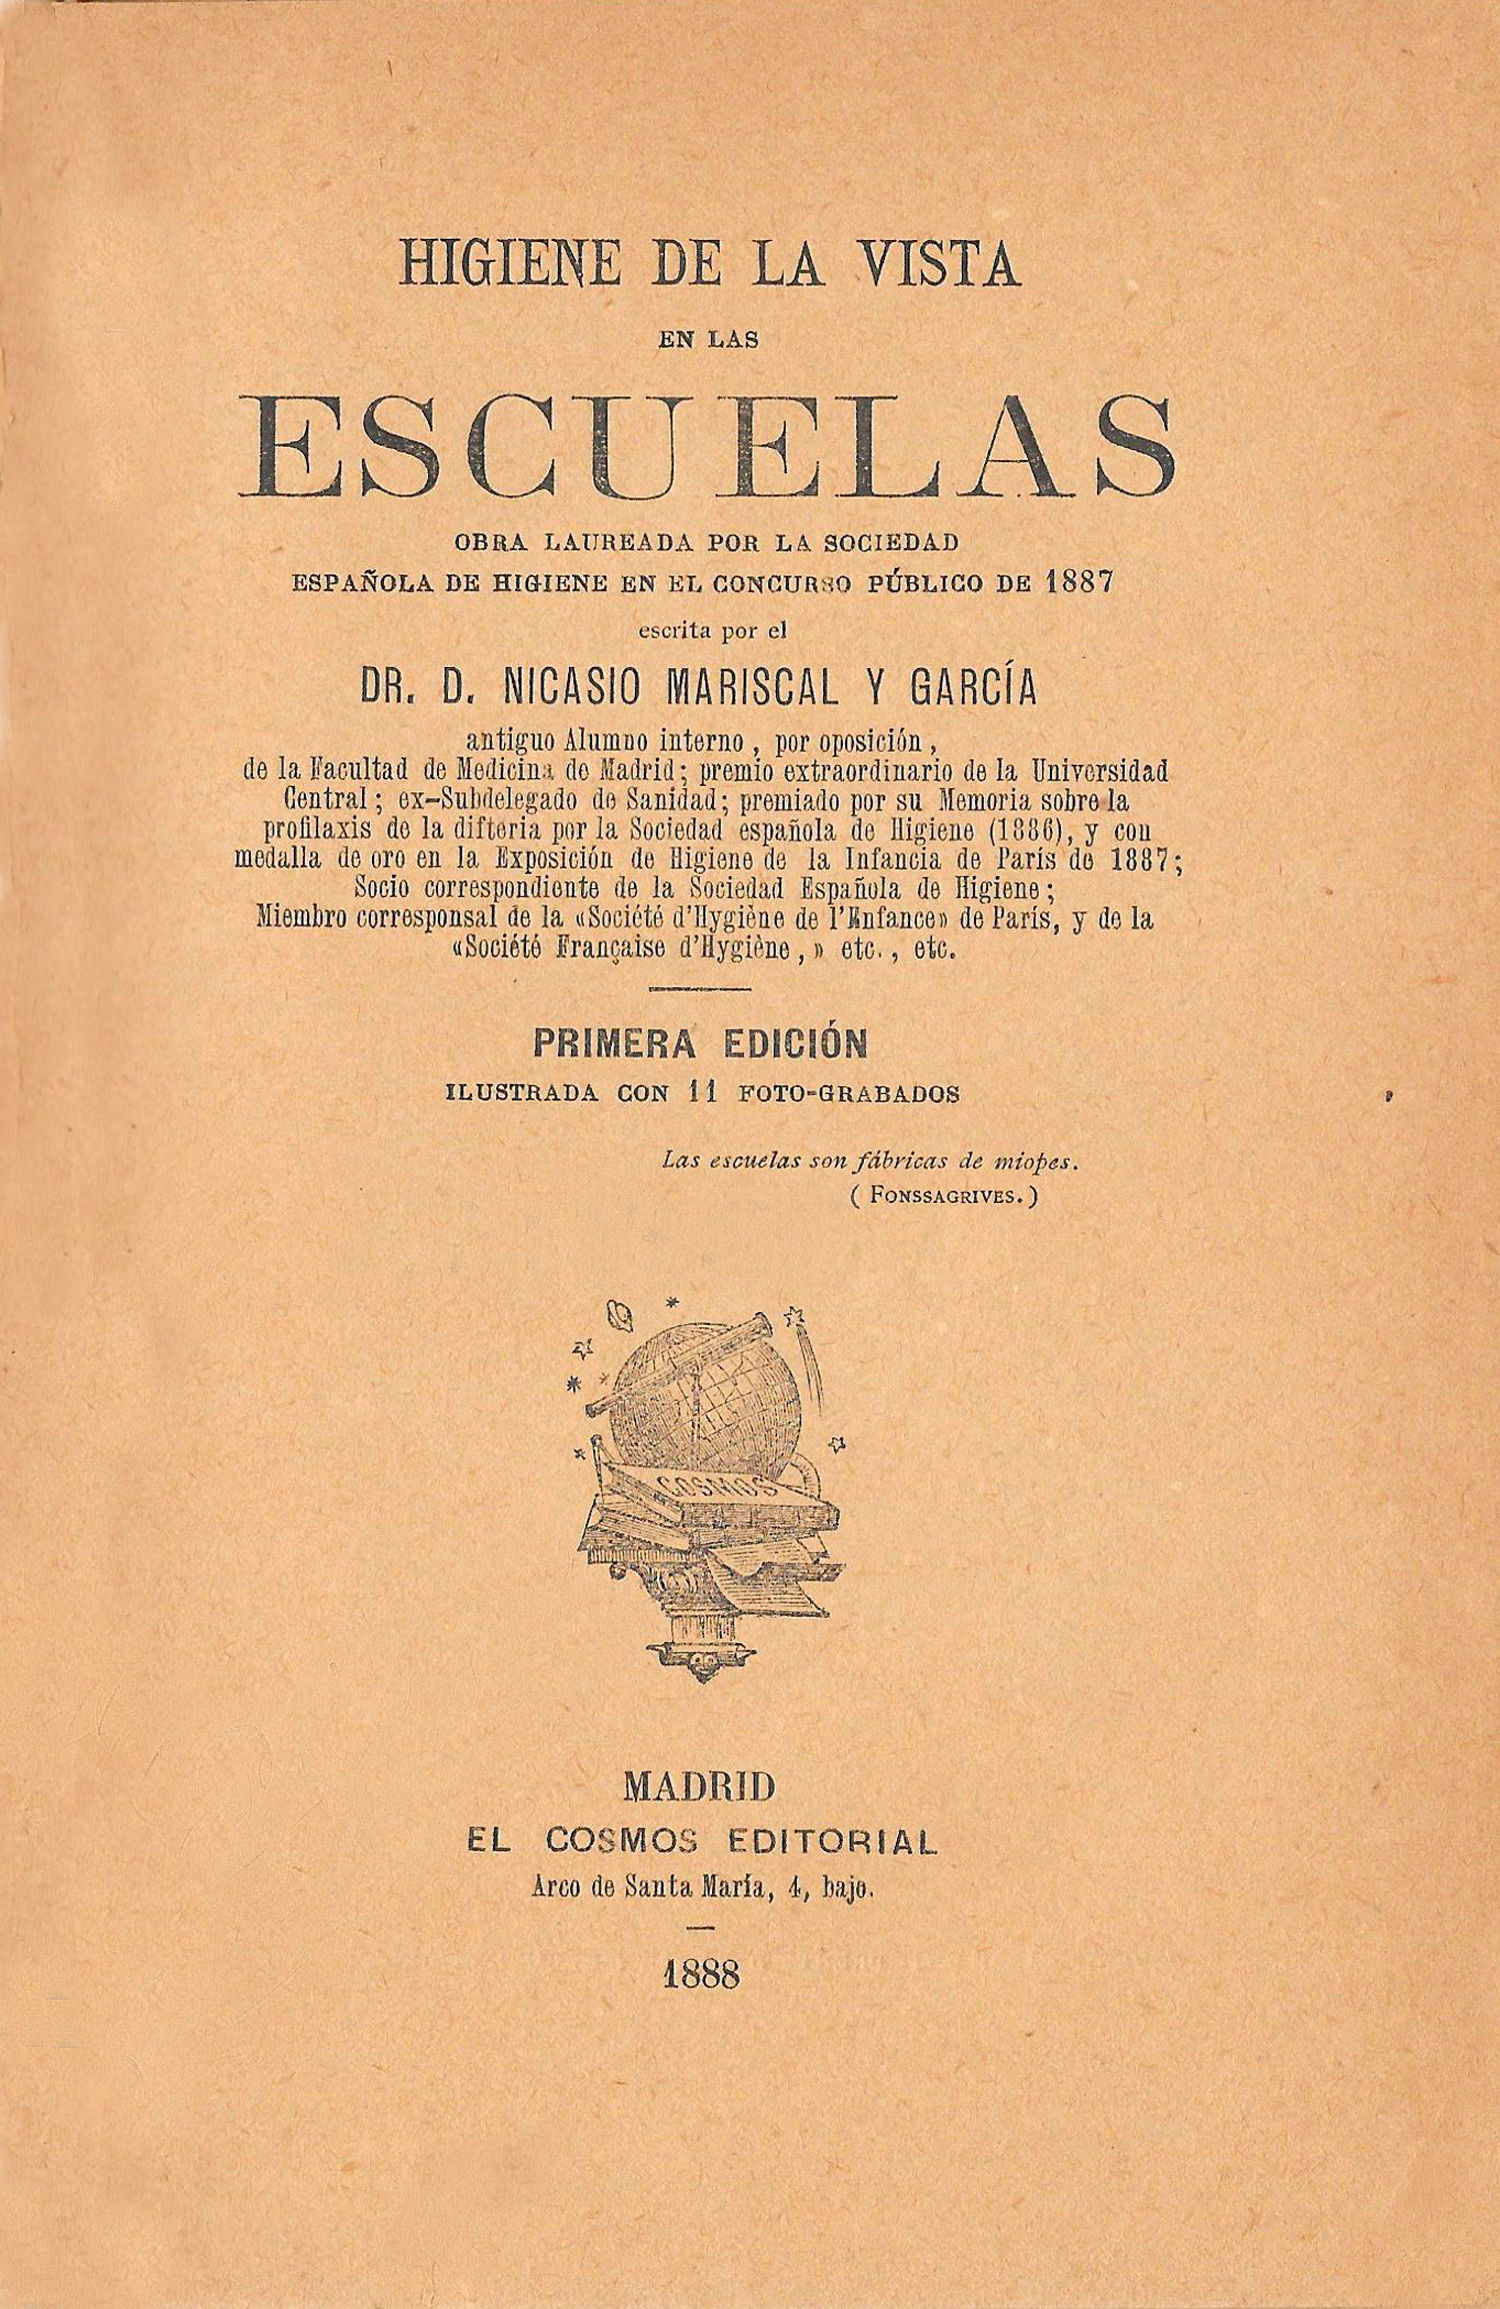 HIGIENE DE LA VISTA
EN LAS
ESCUELAS
OBRA LAUREADA POR LA SOCIEDAD
ESPAÑOLA DE HIGIENE EN EL CONCURSO PÚBLICO DE 1887
escrita por el
DR. D. NICASIO MARISCAL Y GARCÍA
antiguo Alumno interno, por oposición,
de la Facultad de Medicina de Madrid; premio extraordinario de la Universidad
Central; ex-Subdelegado de Sanidad; premiado por su Memoria sobre la
profilaxis de la difteria por la Sociedad española de Higiene (1886), y con
medalla de oro en la Exposición de Higiene de la Infancia de París de 1887;
Socio correspondiente de la Sociedad Española de Higiene;
Miembro corresponsal de la «Société d'Hygiène de l'Enfance» de París, y de la
«Société Française d'Hygiène,» etc., etc.
PRIMERA EDICIÓN
ILUSTRADA CON 11 FOTO-GRABADOS
Las escuelas son fábricas de miopes.
(FONSSAGRIVES.)
COSMOS
MADRID
EL COSMOS EDITORIAL
Arco de Santa María, 4, bajo.
1888